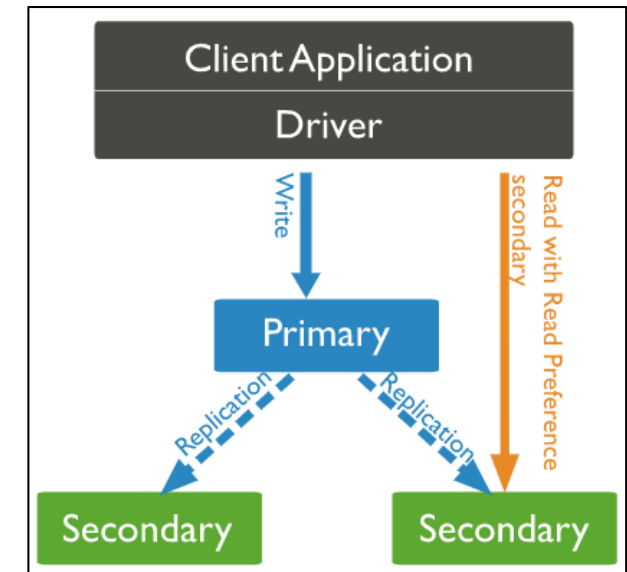 Client Application
Driver
Write
Read with Read Preference
secondary
Primary
Replication
Replication
Secondary
Secondary